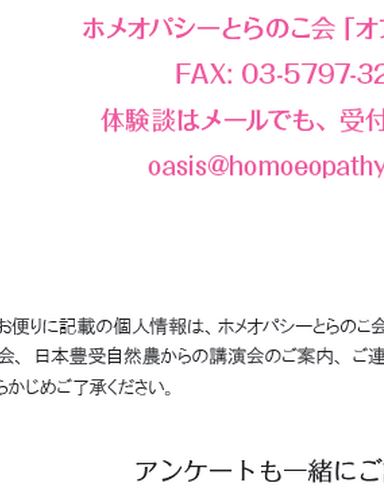 ホメオパシーとらのこ会「オア
FAX: 03-5797-32
体験談はメールでも、受付
oasis@homoeopathy
お便りに記載の個人情報は、ホメオパシーとらのこ会
会、日本豊受自然農からの講演会のご案内、ご連
らかじめご了承ください。
アンケートも一緒にご